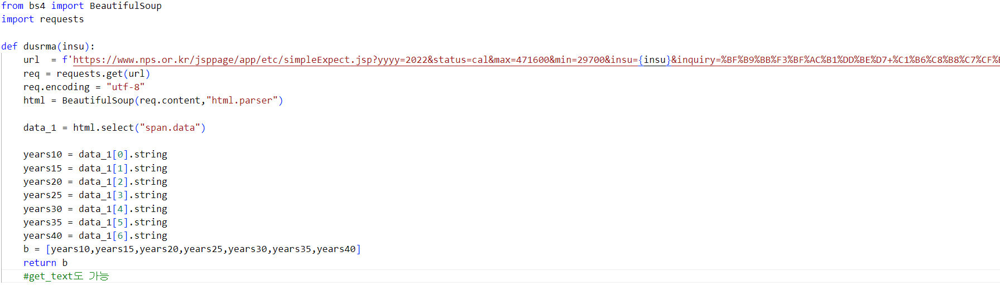 from bs4 import BeautifulSoup
import requests
def dusrma(insu):
    url  = f'https://www.nps.or.kr/jsppage/app/etc/simpleExpect.jsp?yyyy=2022&status=cal&max=471600&min=29700&insu={insu}&inquiry=%BF%B9%BB%F3%BF%AC%B1%DD%BE%D7+%C1%B6%C8%B8%C7%CF%
    req = requests.get(url)
    req.encoding = "utf-8"
    html = BeautifulSoup(req.content,"html.parser")
    data_1 = html.select("span.data")
    years10 = data_1[0].string
    years15 = data_1[1].string
    years20 = data_1[2].string
    years25 = data_1[3].string
    years30 = data_1[4].string
    years35 = data_1[5].string
    years40 = data_1[6].string
    b = [years10,years15,years20,years25,years30,years35,years40]
    return b
    #get_text도 가능